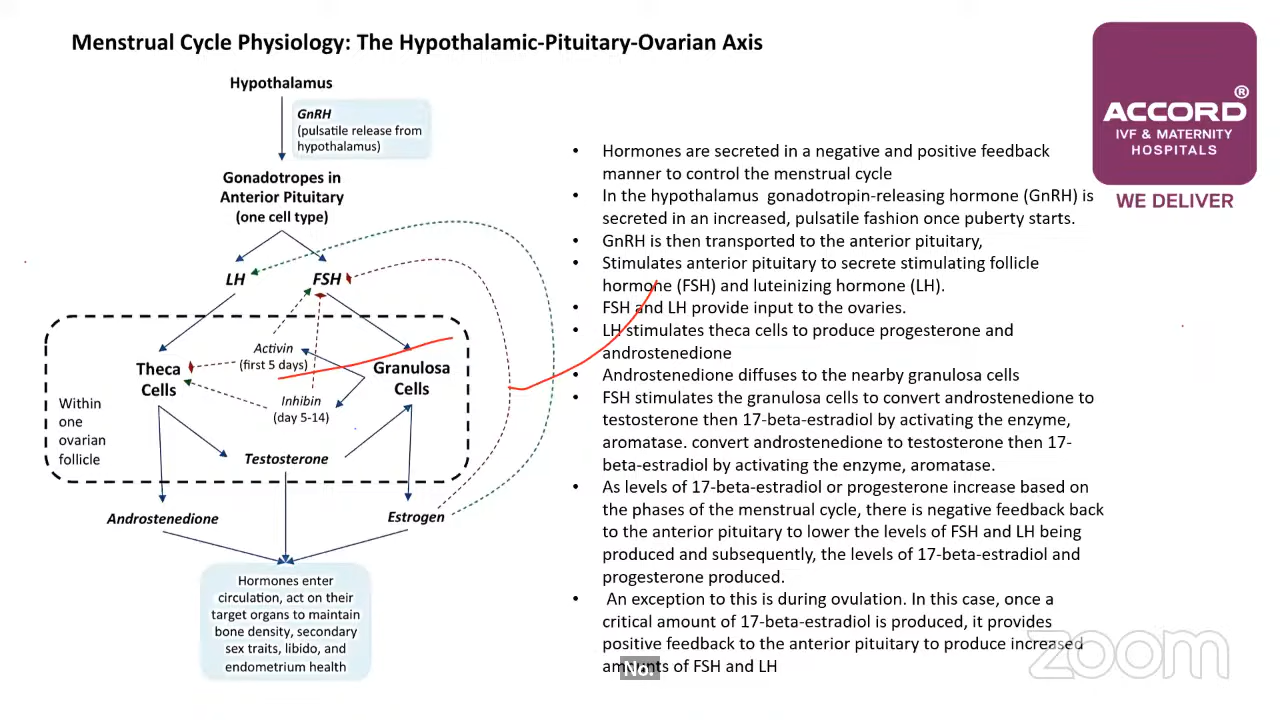 Menstrual Cycle Physiology: The Hypothalamic-Pituitary-Ovarian Axis
Hypothalamus
GnRH
(pulsatile release from
hypothalamus)
Gonadotropes in
Anterior Pituitary
(one cell type)
LH
FSH
Activin
(first 5 days)
Theca
Cells
Granulosa
Cells
Inhibin
(day 5-14)
Within
one
ovarian
follicle
Testosterone
Androstenedione
Estrogen
Hormones enter
circulation, act on their
target organs to maintain
bone density, secondary
sex traits, libido, and
endometrium health
• Hormones are secreted in a negative and positive feedback
manner to control the menstrual cycle
• In the hypothalamus gonadotropin-releasing hormone (GnRH) is
secreted in an increased, pulsatile fashion once puberty starts.
• GnRH is then transported to the anterior pituitary,
• Stimulates anterior pituitary to secrete stimulating follicle
hormone (FSH) and luteinizing hormone (LH).
• FSH and LH provide input to the ovaries.
• LH stimulates theca cells to produce progesterone and
androstenedione
• Androstenedione diffuses to the nearby granulosa cells
• FSH stimulates the granulosa cells to convert androstenedione to
testosterone then 17-beta-estradiol by activating the enzyme,
aromatase. convert androstenedione to testosterone then 17-
beta-estradiol by activating the enzyme, aromatase.
• As levels of 17-beta-estradiol or progesterone increase based on
the phases of the menstrual cycle, there is negative feedback back
to the anterior pituitary to lower the levels of FSH and LH being
produced and subsequently, the levels of 17-beta-estradiol and
progesterone produced.
• An exception to this is during ovulation. In this case, once a
critical amount of 17-beta-estradiol is produced, it provides
positive feedback to the anterior pituitary to produce increased
amounts of FSH and LH
No.
ACCORD®
IVF & MATERNITY
HOSPITALS
WE DELIVER
zoom